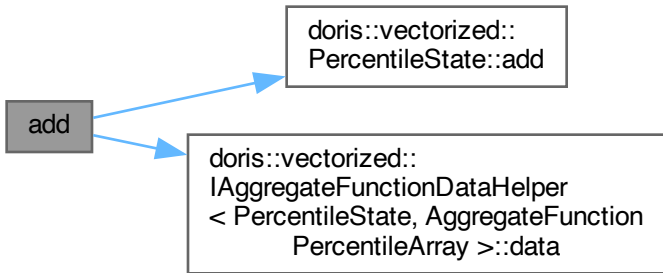 add
doris::vectorized::
PercentileState::add
doris::vectorized::
IAggregateFunctionDataHelper
< PercentileState, AggregateFunction
PercentileArray >::data